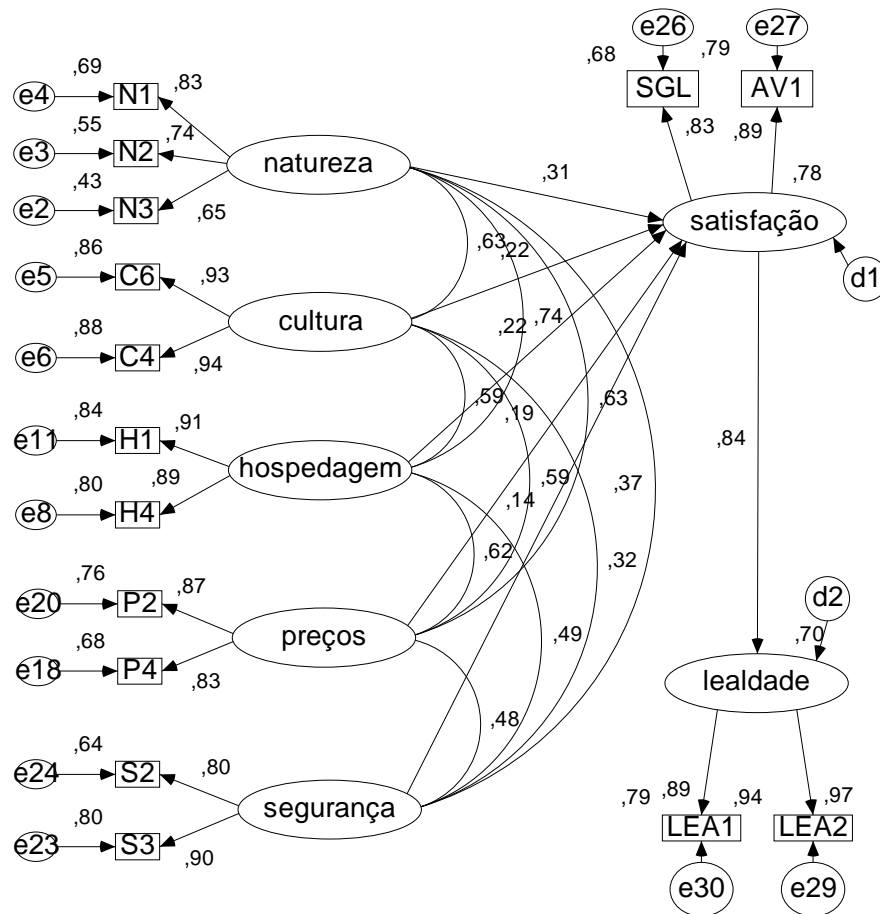 e26
e27
,68
,79
SGL
AV1
,83
,89
,69
,83
e4
N1
,55
,74
e3
N2
natureza
,43
e2
N3
,65
,31
,78
satisfação
d1
,86
,93
e5
C6
,63
,22
cultura
,88
e6
C4
,94
,22
,74
,84
,91
e11
H1
,59
,19
,63
,84
hospedagem
,80
,89
e8
H4
,59
,37
,14
,76
,87
e20
P2
,62
,32
d2
preços
,68
e18
P4
,83
,49
,70
lealdade
,64
,80
e24
S2
,48
segurança
,80
e23
S3
,90
,79
,89
,94
,97
LEA1
LEA2
e30
e29